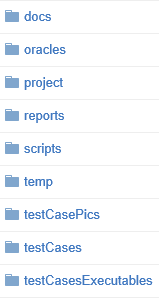 docs
oracles
project
reports
scripts
temp
testCasePics
testCases
testCasesExecutables